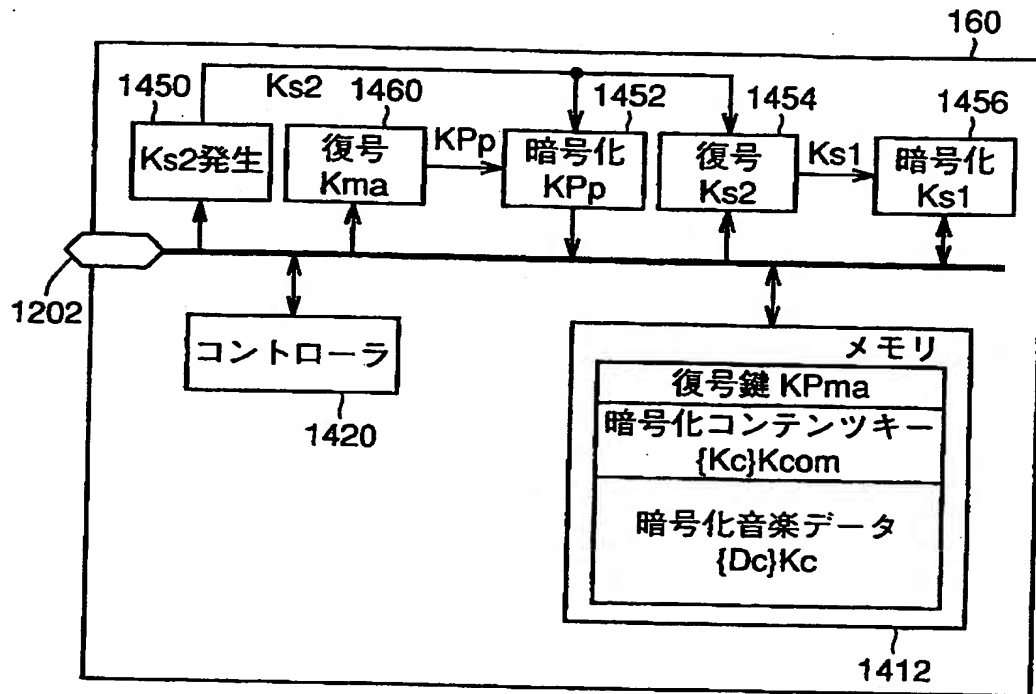 160
1450
Ks2
1460
1452
1454
1456
Ks2発生
復号
Kma
KPp
暗号化
KPp
復号
Ks2
Ks1
暗号化
Ks1
1202
コントローラ
1420
メモリ
復号鍵 KPma
暗号化コンテンツキー
{Kc}Kcom
暗号化音楽データ
{Dc}Kc
1412